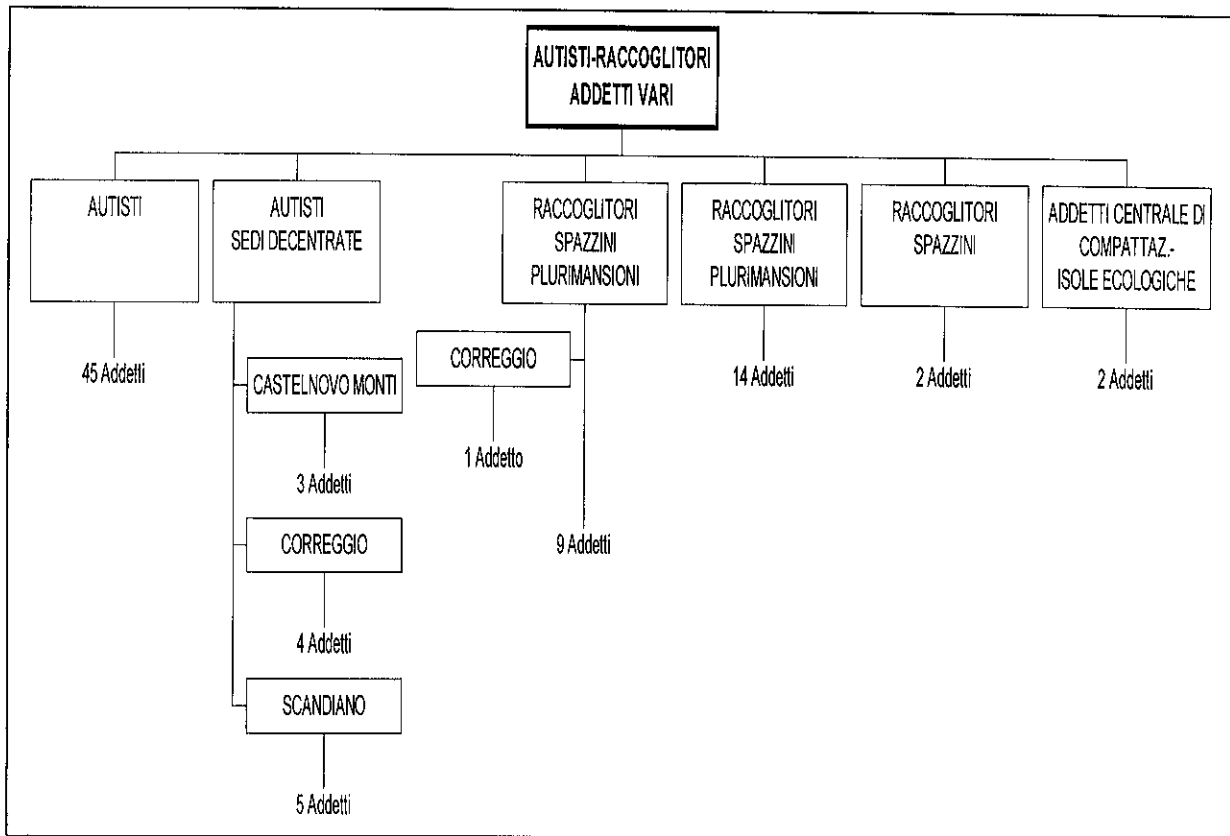 AUTISTI-RACCOGLITORI
ADDETTI VARI
AUTISTI
45 Addetti
AUTISTI
SEDI DECENTRATE
CASTELNOVO MONTI
3 Addetti
CORREGGIO
4 Addetti
SCANDIANO
5 Addetti
RACCOGLITORI
SPAZZINI
PLURIMANSIONI
CORREGGIO
1 Addetto
9 Addetti
RACCOGLITORI
SPAZZINI
PLURIMANSIONI
14 Addetti
RACCOGLITORI
SPAZZINI
2 Addetti
ADDETTI CENTRALE DI
COMPATTAZ.-
ISOLE ECOLOGICHE
2 Addetti